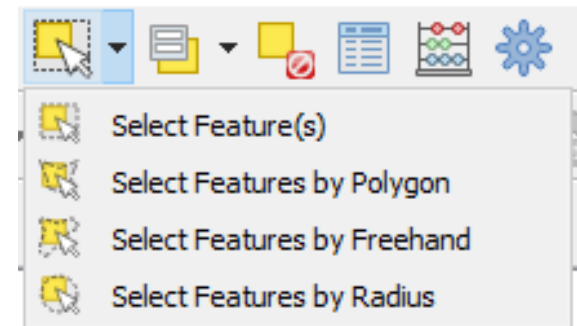 Select Feature(s)
Select Features by Polygon
Select Features by Freehand
Select Features by Radius